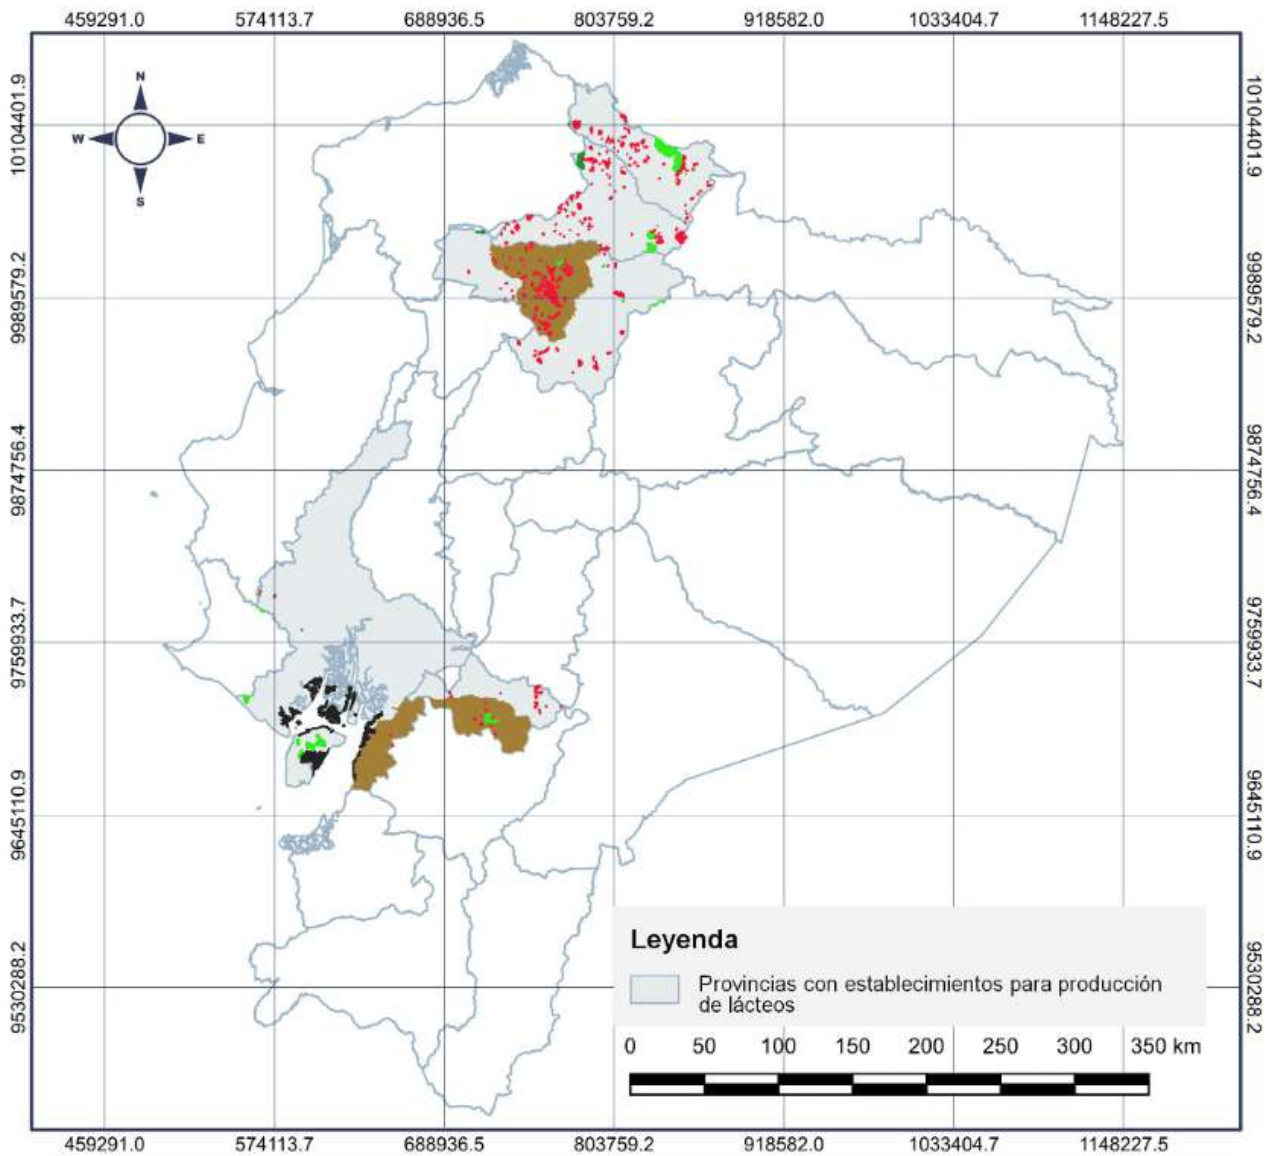 459291.0 574113.7 688936.5 803759.2 918582.0 1033404.7 1148227.5
N
W E
S
10104401.9 10104401.9
9989579.2 9989579.2
9874756.4 9874756.4
9759933.7 9759933.7
9645110.9 9645110.9
9530288.2 9530288.2
Leyenda
Provincias con establecimientos para producción
de lácteos
0 50 100 150 200 250 300 350 km
459291.0 574113.7 688936.5 803759.2 918582.0 1033404.7 1148227.5